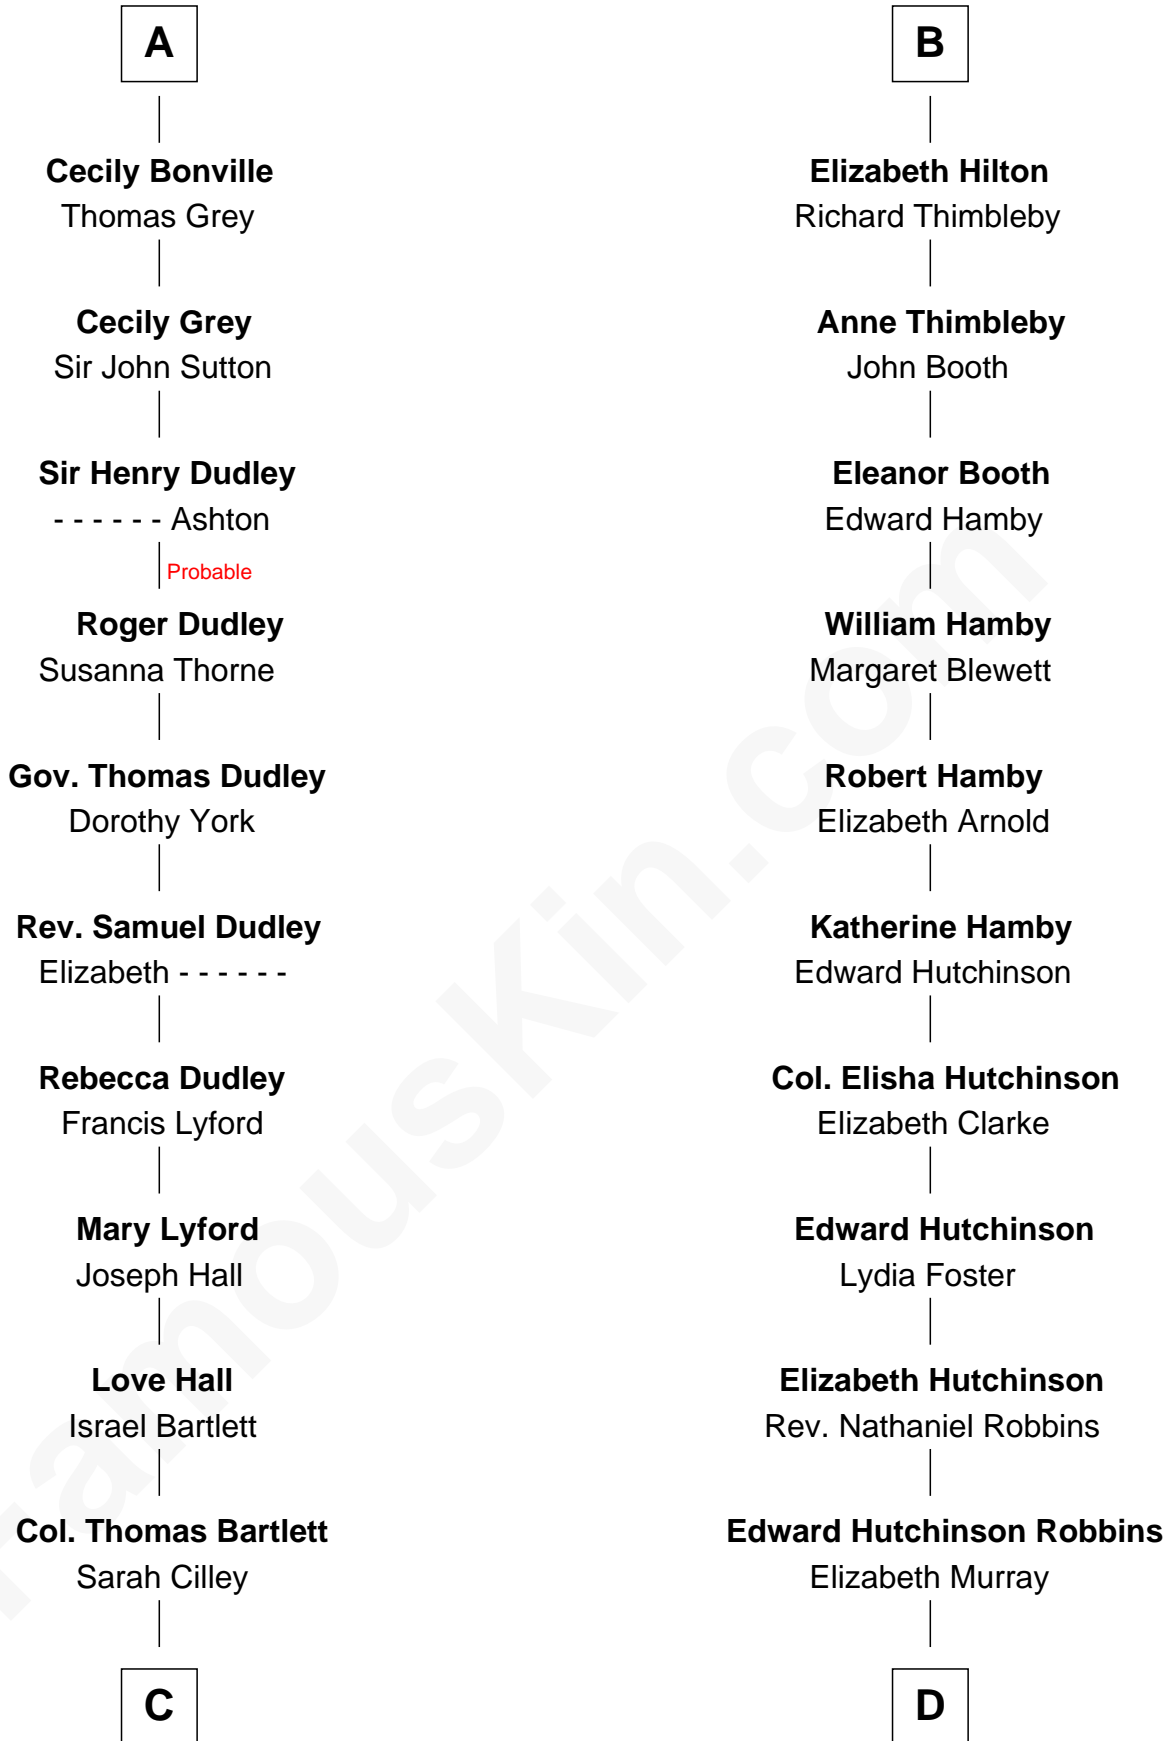 A
Cecily Bonville
Thomas Grey
Cecily Grey
Sir John Sutton
Sir Henry Dudley
- - - - - - Ashton
Probable
Roger Dudley
Susanna Thorne
Gov. Thomas Dudley
Dorothy York
Rev. Samuel Dudley
Elizabeth - - - - - -
Rebecca Dudley
Francis Lyford
Mary Lyford
Joseph Hall
Love Hall
Israel Bartlett
Col. Thomas Bartlett
Sarah Cilley
C
B
Elizabeth Hilton
Richard Thimbleby
Anne Thimbleby
John Booth
Eleanor Booth
Edward Hamby
William Hamby
Margaret Blewett
Robert Hamby
Elizabeth Arnold
Katherine Hamby
Edward Hutchinson
Col. Elisha Hutchinson
Elizabeth Clarke
Edward Hutchinson
Lydia Foster
Elizabeth Hutchinson
Rev. Nathaniel Robbins
Edward Hutchinson Robbins
Elizabeth Murray
D
FamousKin.com